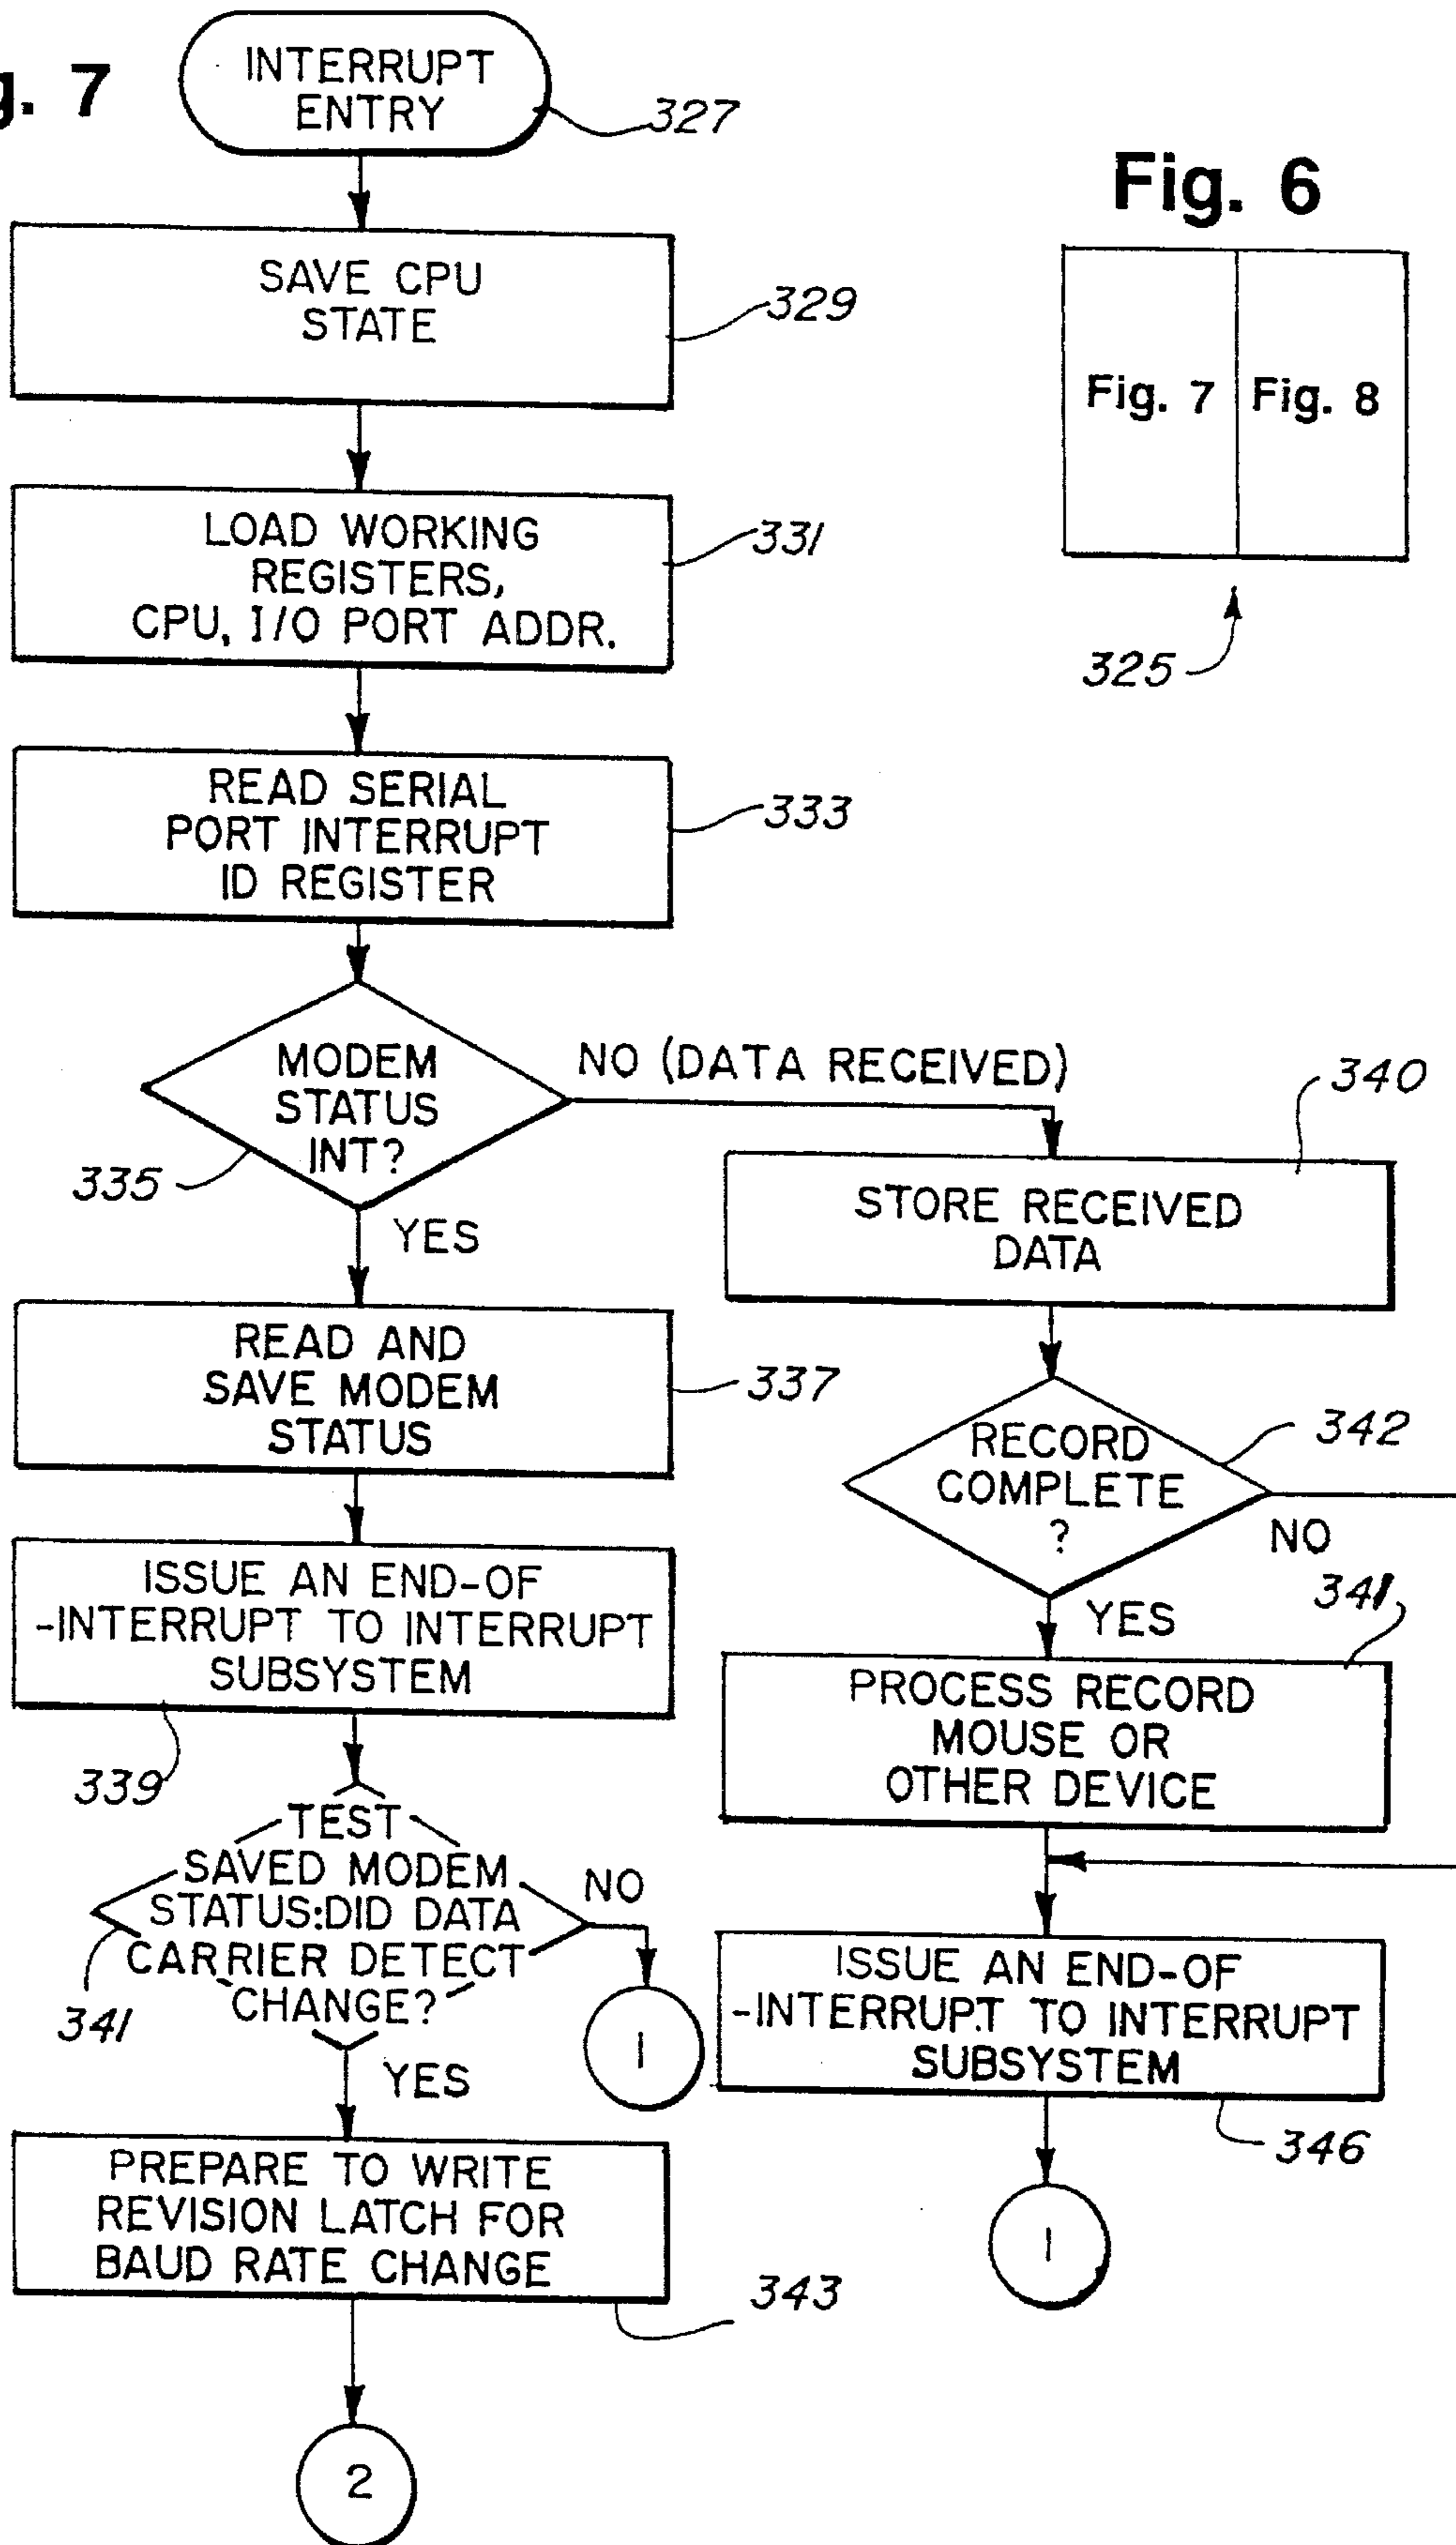 g. 7
INTERRUPT
ENTRY
327
Fig. 6
SAVE CPU
STATE
329
Fig. 7
Fig. 8
325
LOAD WORKING
REGISTERS,
CPU, I/O PORT ADDR.
331
READ SERIAL
PORT INTERRUPT
ID REGISTER
333
MODEM
STATUS
INT?
335
NO (DATA RECEIVED)
YES
340
STORE RECEIVED
DATA
READ AND
SAVE MODEM
STATUS
337
RECORD
COMPLETE
?
342
NO
YES
ISSUE AN END-OF
-INTERRUPT TO INTERRUPT
SUBSYSTEM
339
341
PROCESS RECORD
MOUSE OR
OTHER DEVICE
TEST
SAVED MODEM
STATUS:DID DATA
CARRIER DETECT
CHANGE?
341
NO
1
YES
ISSUE AN END-OF
-INTERRUPT TO INTERRUPT
SUBSYSTEM
346
1
PREPARE TO WRITE
REVISION LATCH FOR
BAUD RATE CHANGE
343
2